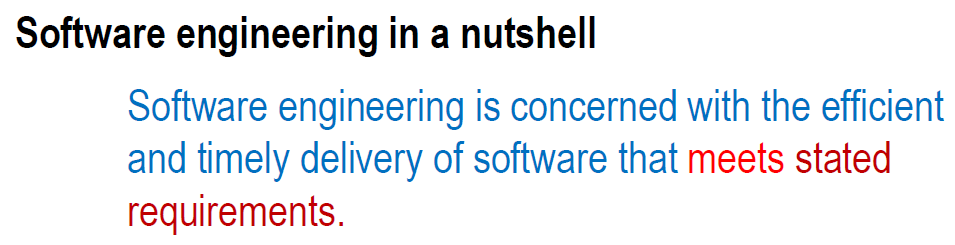 Software engineering in a nutshell
Software engineering is concerned with the efficient
and timely delivery of software that meets stated
requirements.